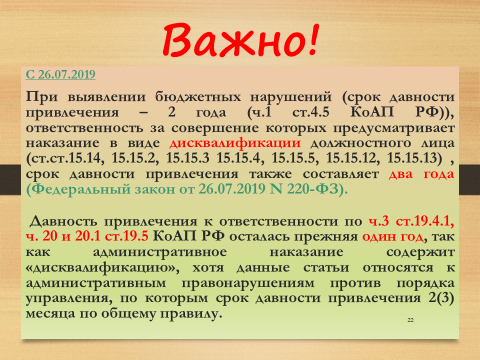 Важно!
С 26.07.2019
При выявлении бюджетных нарушений (срок давности
привлечения – 2 года (ч.1 ст.4.5 КоАП РФ)),
ответственность за совершение которых предусматривает
наказание в виде дисквалификации должностного лица
(ст.ст.15.14, 15.15.2, 15.15.3 15.15.4, 15.15.5, 15.15.12, 15.15.13) ,
срок давности привлечения также составляет два года
(Федеральный закон от 26.07.2019 N 220-ФЗ).
Давность привлечения к ответственности по ч.3 ст.19.4.1,
ч. 20 и 20.1 ст.19.5 КоАП РФ осталась прежняя один год, так
как административное наказание содержит
«дисквалификацию», хотя данные статьи относятся к
административным правонарушениям против порядка
управления, по которым срок давности привлечения 2(3)
месяца по общему правилу.
22